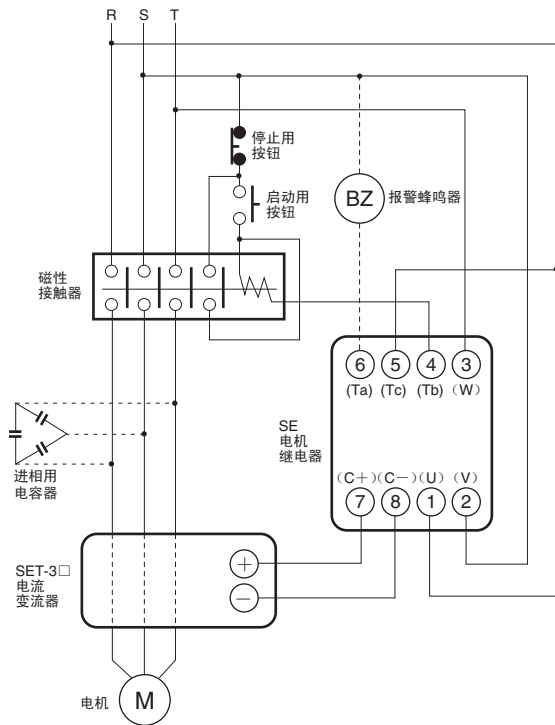 R S T
停止用
按钮
启动用
按钮
BZ 报警蜂鸣器
磁性
接触器
6 5 4 3
(Ta) (Tc) (Tb) (W)
SE
电机
继电器
(C+) (C−) (U) (V)
7 8 1 2
进相用
电容器
SET-3□
电流
变流器
+
−
电机 M